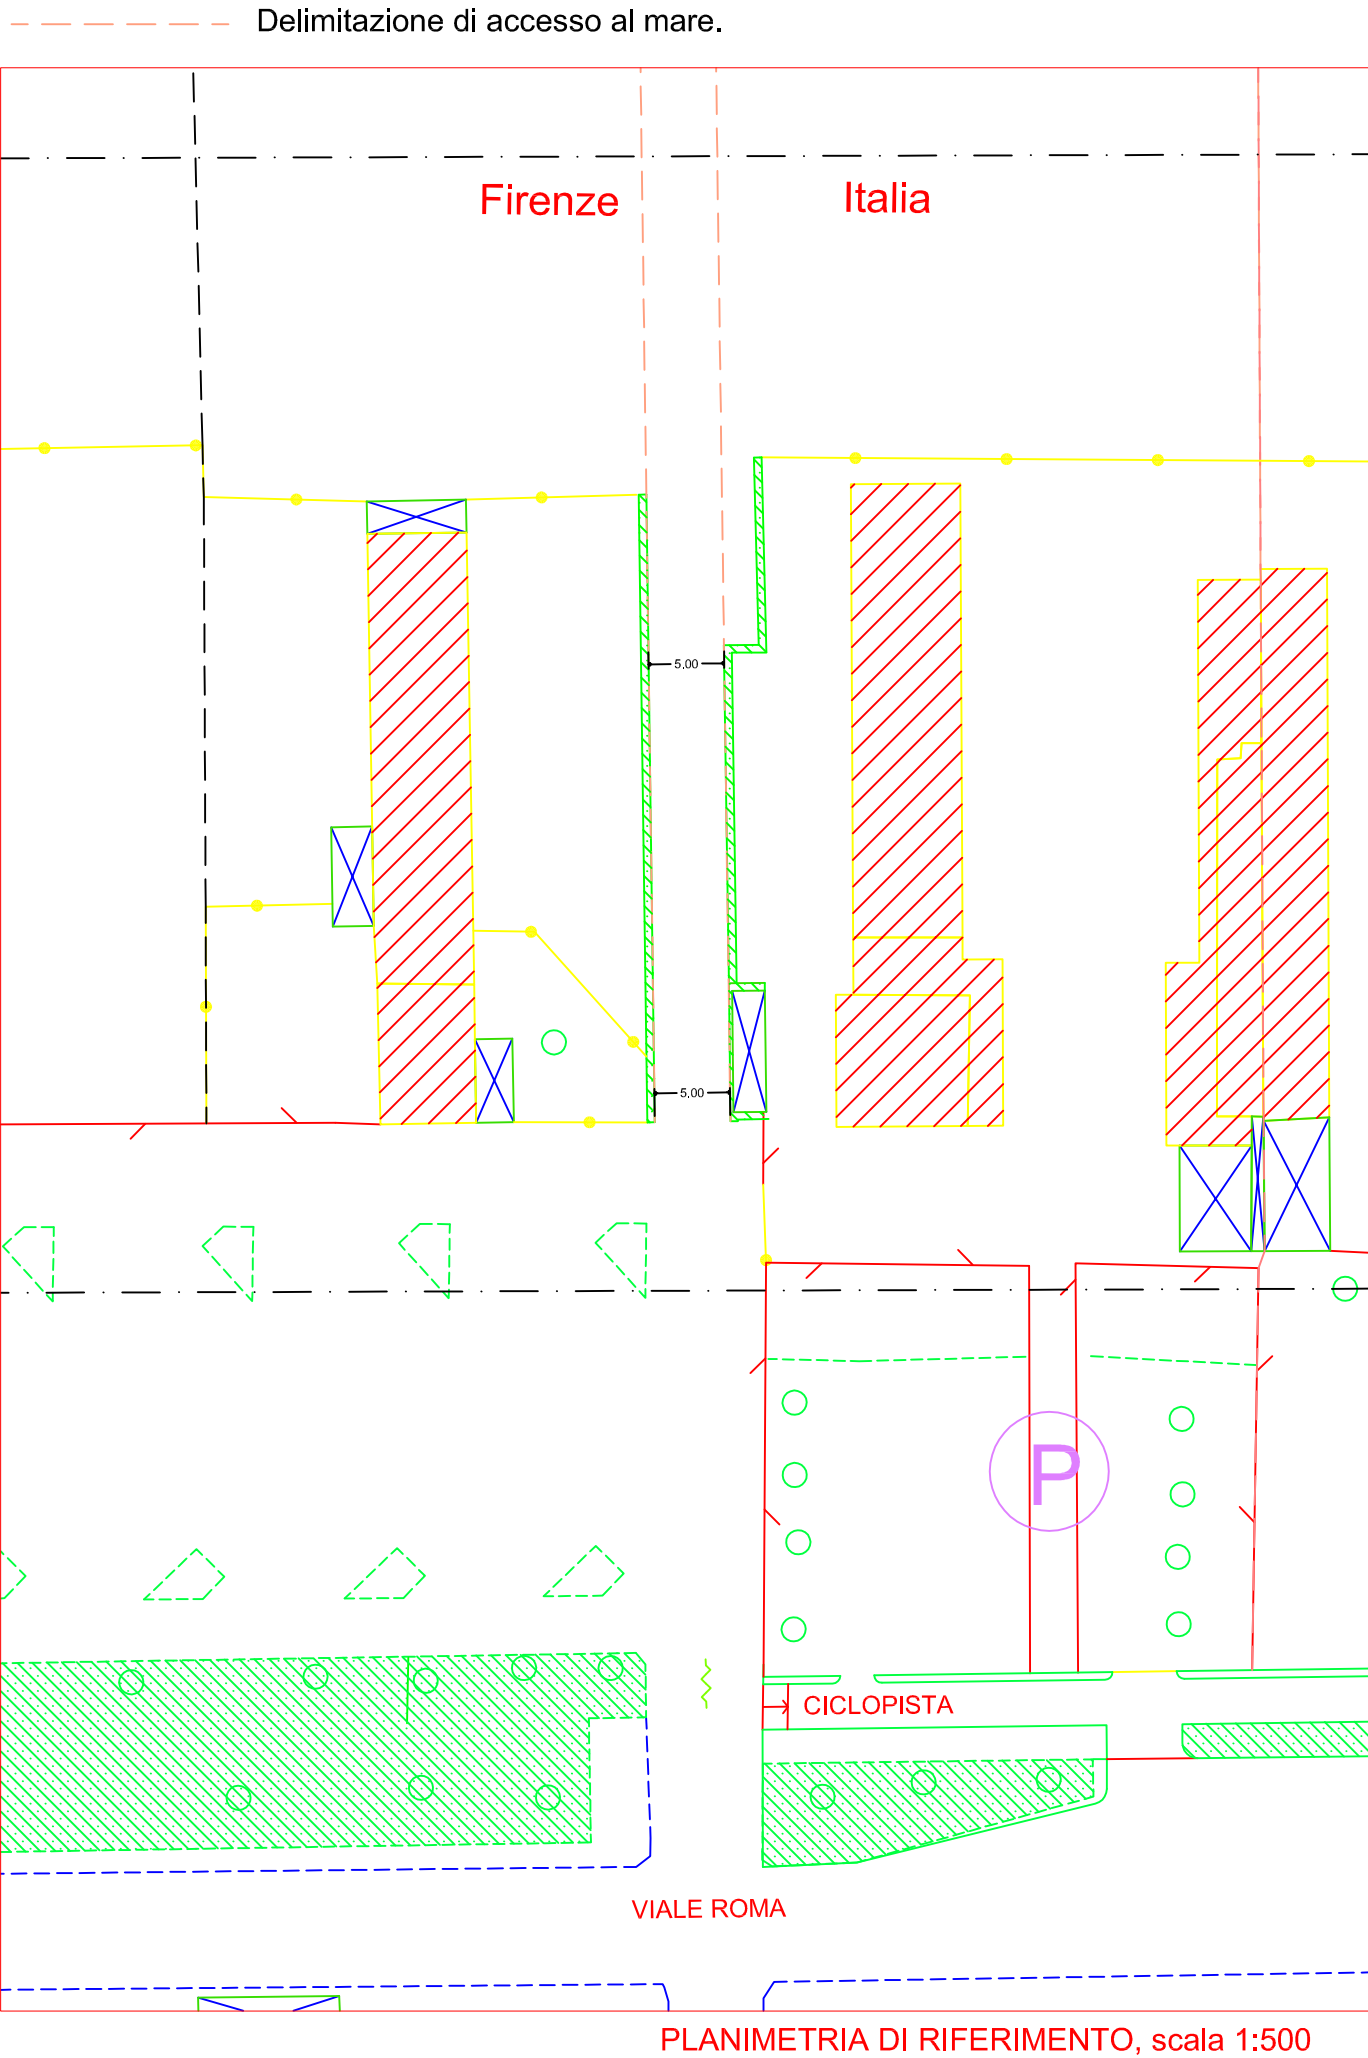 Delimitazione di accesso al mare.
Firenze
Italia
5.00
5.00
P
CICLOPISTA
VIALE ROMA
PLANIMETRIA DI RIFERIMENTO, scala 1:500